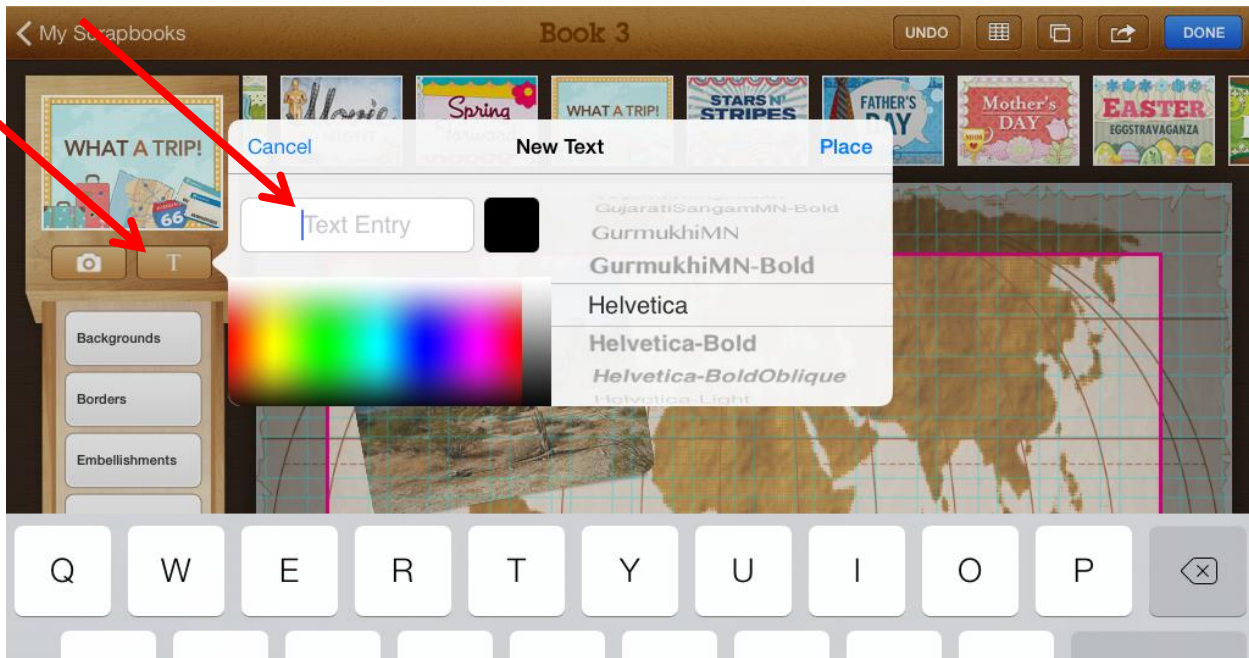 My Scrapbooks
Book 3
UNDO
DONE
WHAT A TRIP!
66
Movie
Spring
forward
WHAT A TRIP!
STARS N'
STRIPES
FATHER'S
DAY
Mother's
DAY
EASTER
EGGSTRAVAGANZA
Cancel
New Text
Place
Text Entry
GujaratiSangamMN-Bold
GurmukhiMN
GurmukhiMN-Bold
Helvetica
Helvetica-Bold
Helvetica-BoldOblique
Helvetica-Light
T
Backgrounds
Borders
Embellishments
Q W E R T Y U I O P